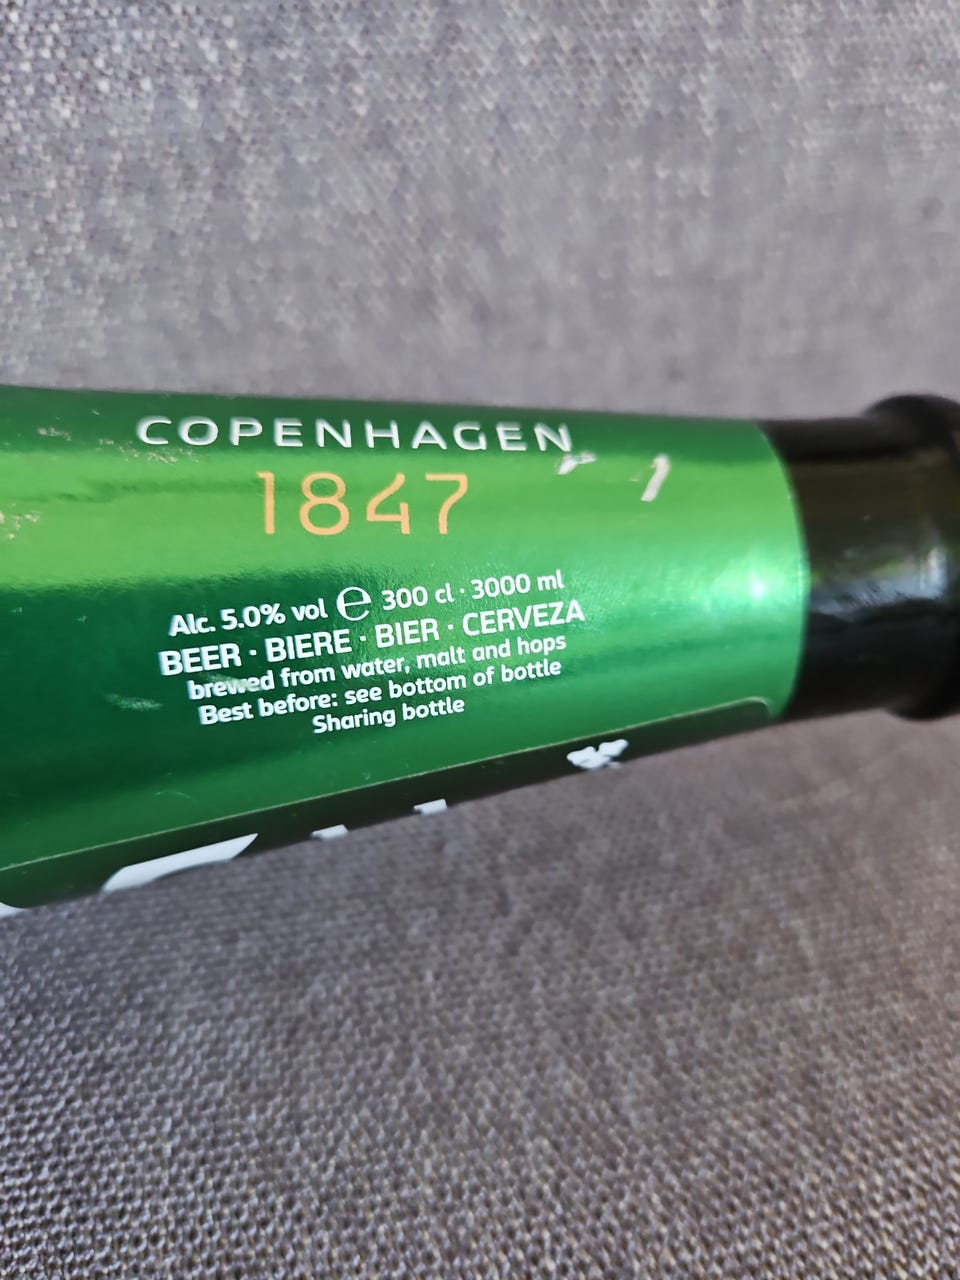 COPENHAGEN
1847
Alc. 5.0% vol ℮ 300 cl · 3000 ml
BEER · BIERE · BIER · CERVEZA
brewed from water, malt and hops
Best before: see bottom of bottle
Sharing bottle